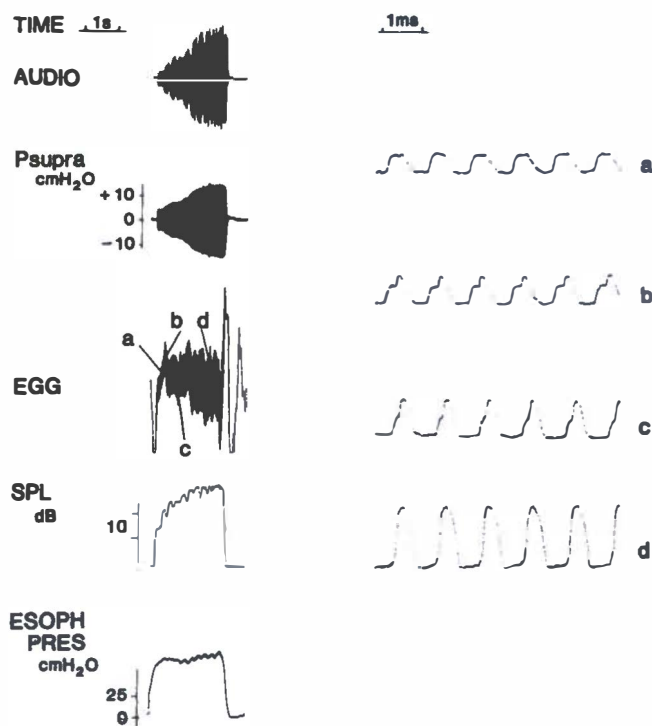 TIME 1s 1ms
AUDIO
Psupra
cmH₂O
+10
0
−10
a
b
a b d
EGG
c
c
SPL
dB
10
d
ESOPH
PRES
cmH₂O
25
0